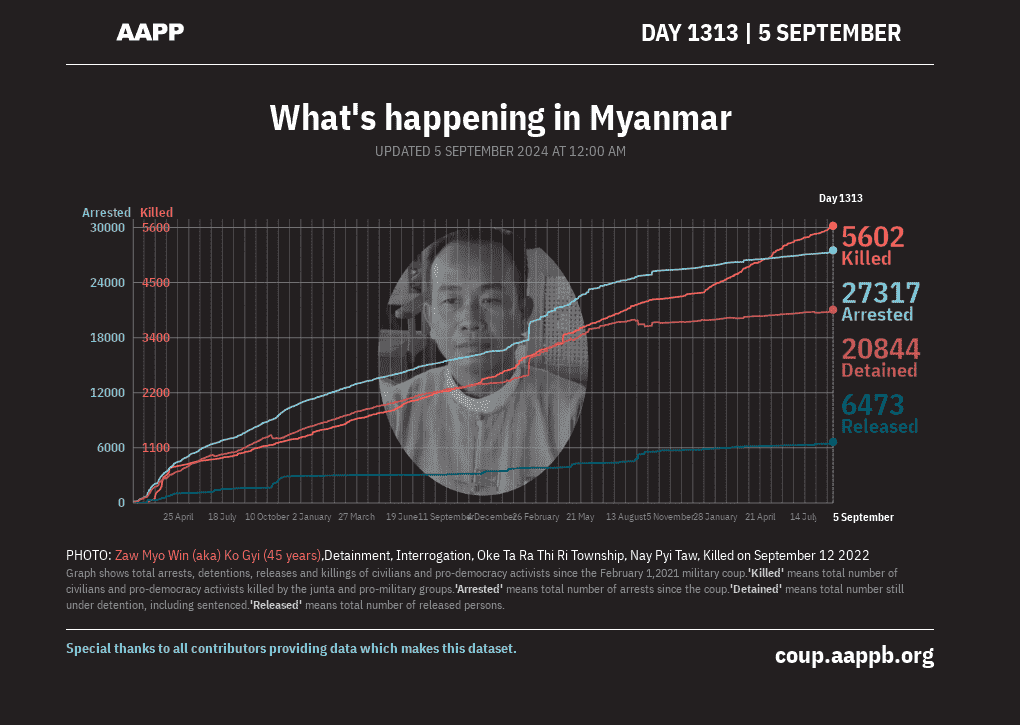 AAPP
DAY 1313 | 5 SEPTEMBER
What's happening in Myanmar
UPDATED 5 SEPTEMBER 2024 AT 12:00 AM
Day 1313
Arrested Killed
30000 5600
24000 4500
18000 3400
12000 2200
6000 1100
0
5602
Killed
27317
Arrested
20844
Detained
6473
Released
25 April 18 July 10 October 2 January 27 March 19 June 11 September 4 December 26 February 21 May 13 August 5 November 28 January 21 April 14 July 5 September
PHOTO: Zaw Myo Win (aka) Ko Gyi (45 years),Detainment, Interrogation, Oke Ta Ra Thi Ri Township, Nay Pyi Taw, Killed on September 12 2022
Graph shows total arrests, detentions, releases and killings of civilians and pro-democracy activists since the February 1,2021 military coup.'Killed' means total number of
civilians and pro-democracy activists killed by the junta and pro-military groups.'Arrested' means total number of arrests since the coup.'Detained' means total number still
under detention, including sentenced.'Released' means total number of released persons.
Special thanks to all contributors providing data which makes this dataset.
coup.aappb.org